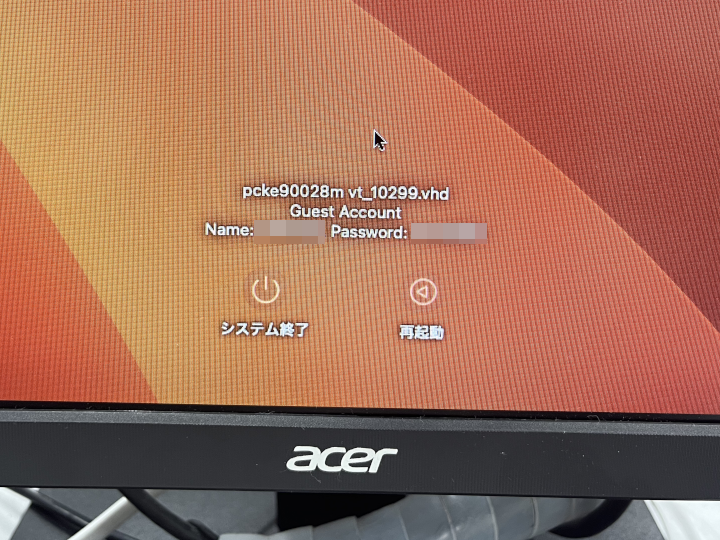 pcke90028m vt_10299.vhd
Guest Account
Name: Password:
システム終了
再起動
acer